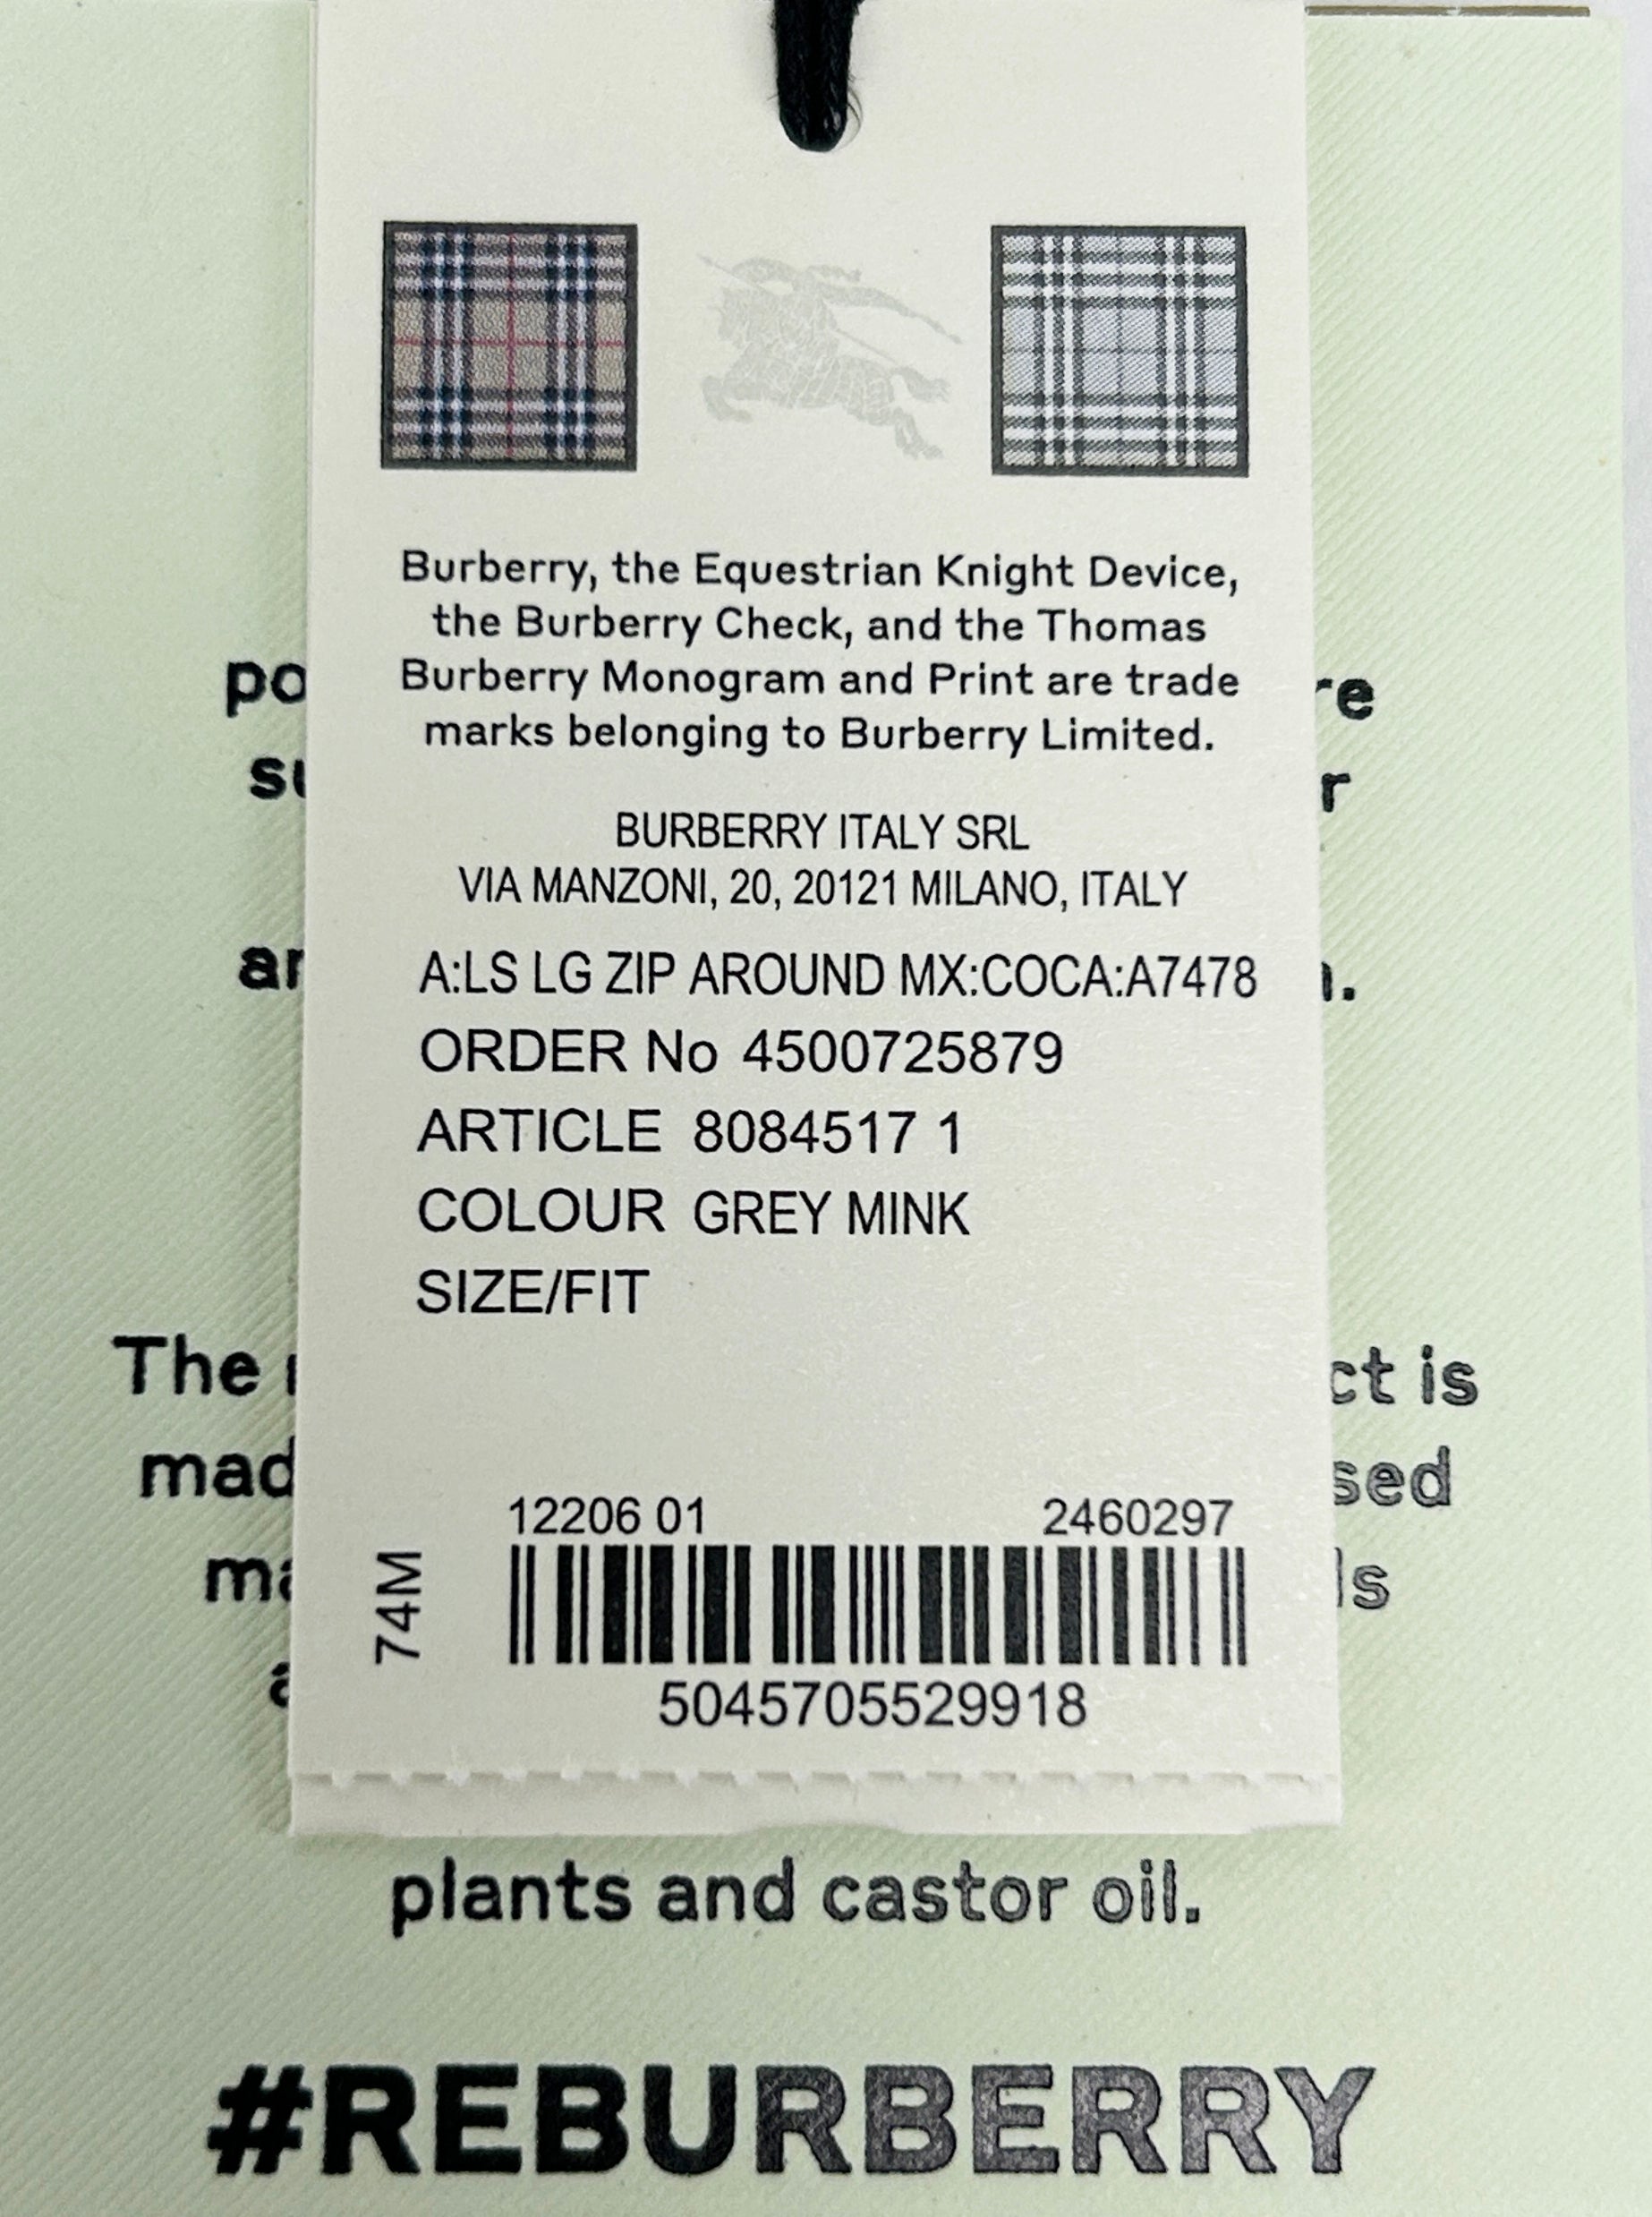 Burberry, the Equestrian Knight Device,
the Burberry Check, and the Thomas
Burberry Monogram and Print are trade
marks belonging to Burberry Limited.
BURBERRY ITALY SRL
VIA MANZONI, 20, 20121 MILANO, ITALY
A:LS LG ZIP AROUND MX:COCA:A7478
ORDER No 4500725879
ARTICLE 8084517 1
COLOUR GREY MINK
SIZE/FIT
12206 01 2460297
74M
5045705529918
The
is
plants and castor oil.
#REBURBERRY